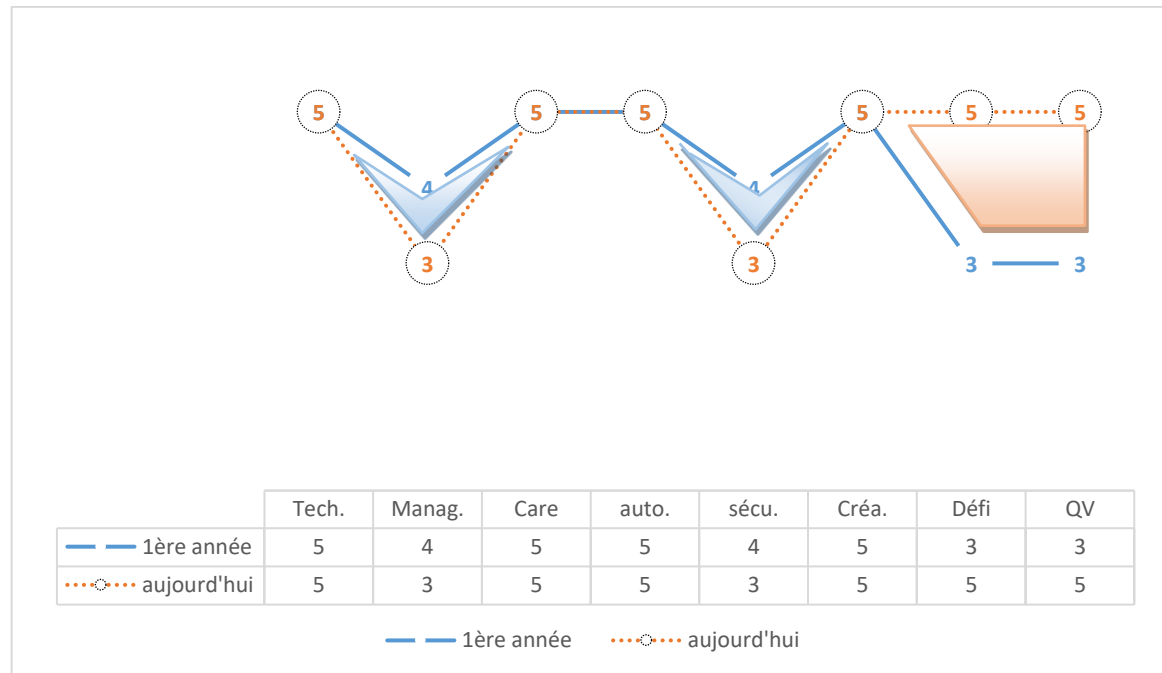 5 5 5 5 5 5
4 4
3 3 3 3
Tech. Manag. Care auto. sécu. Créa. Défi QV
1ère année 5 4 5 5 4 5 3 3
aujourd'hui 5 3 5 5 3 5 5 5
1ère année aujourd'hui